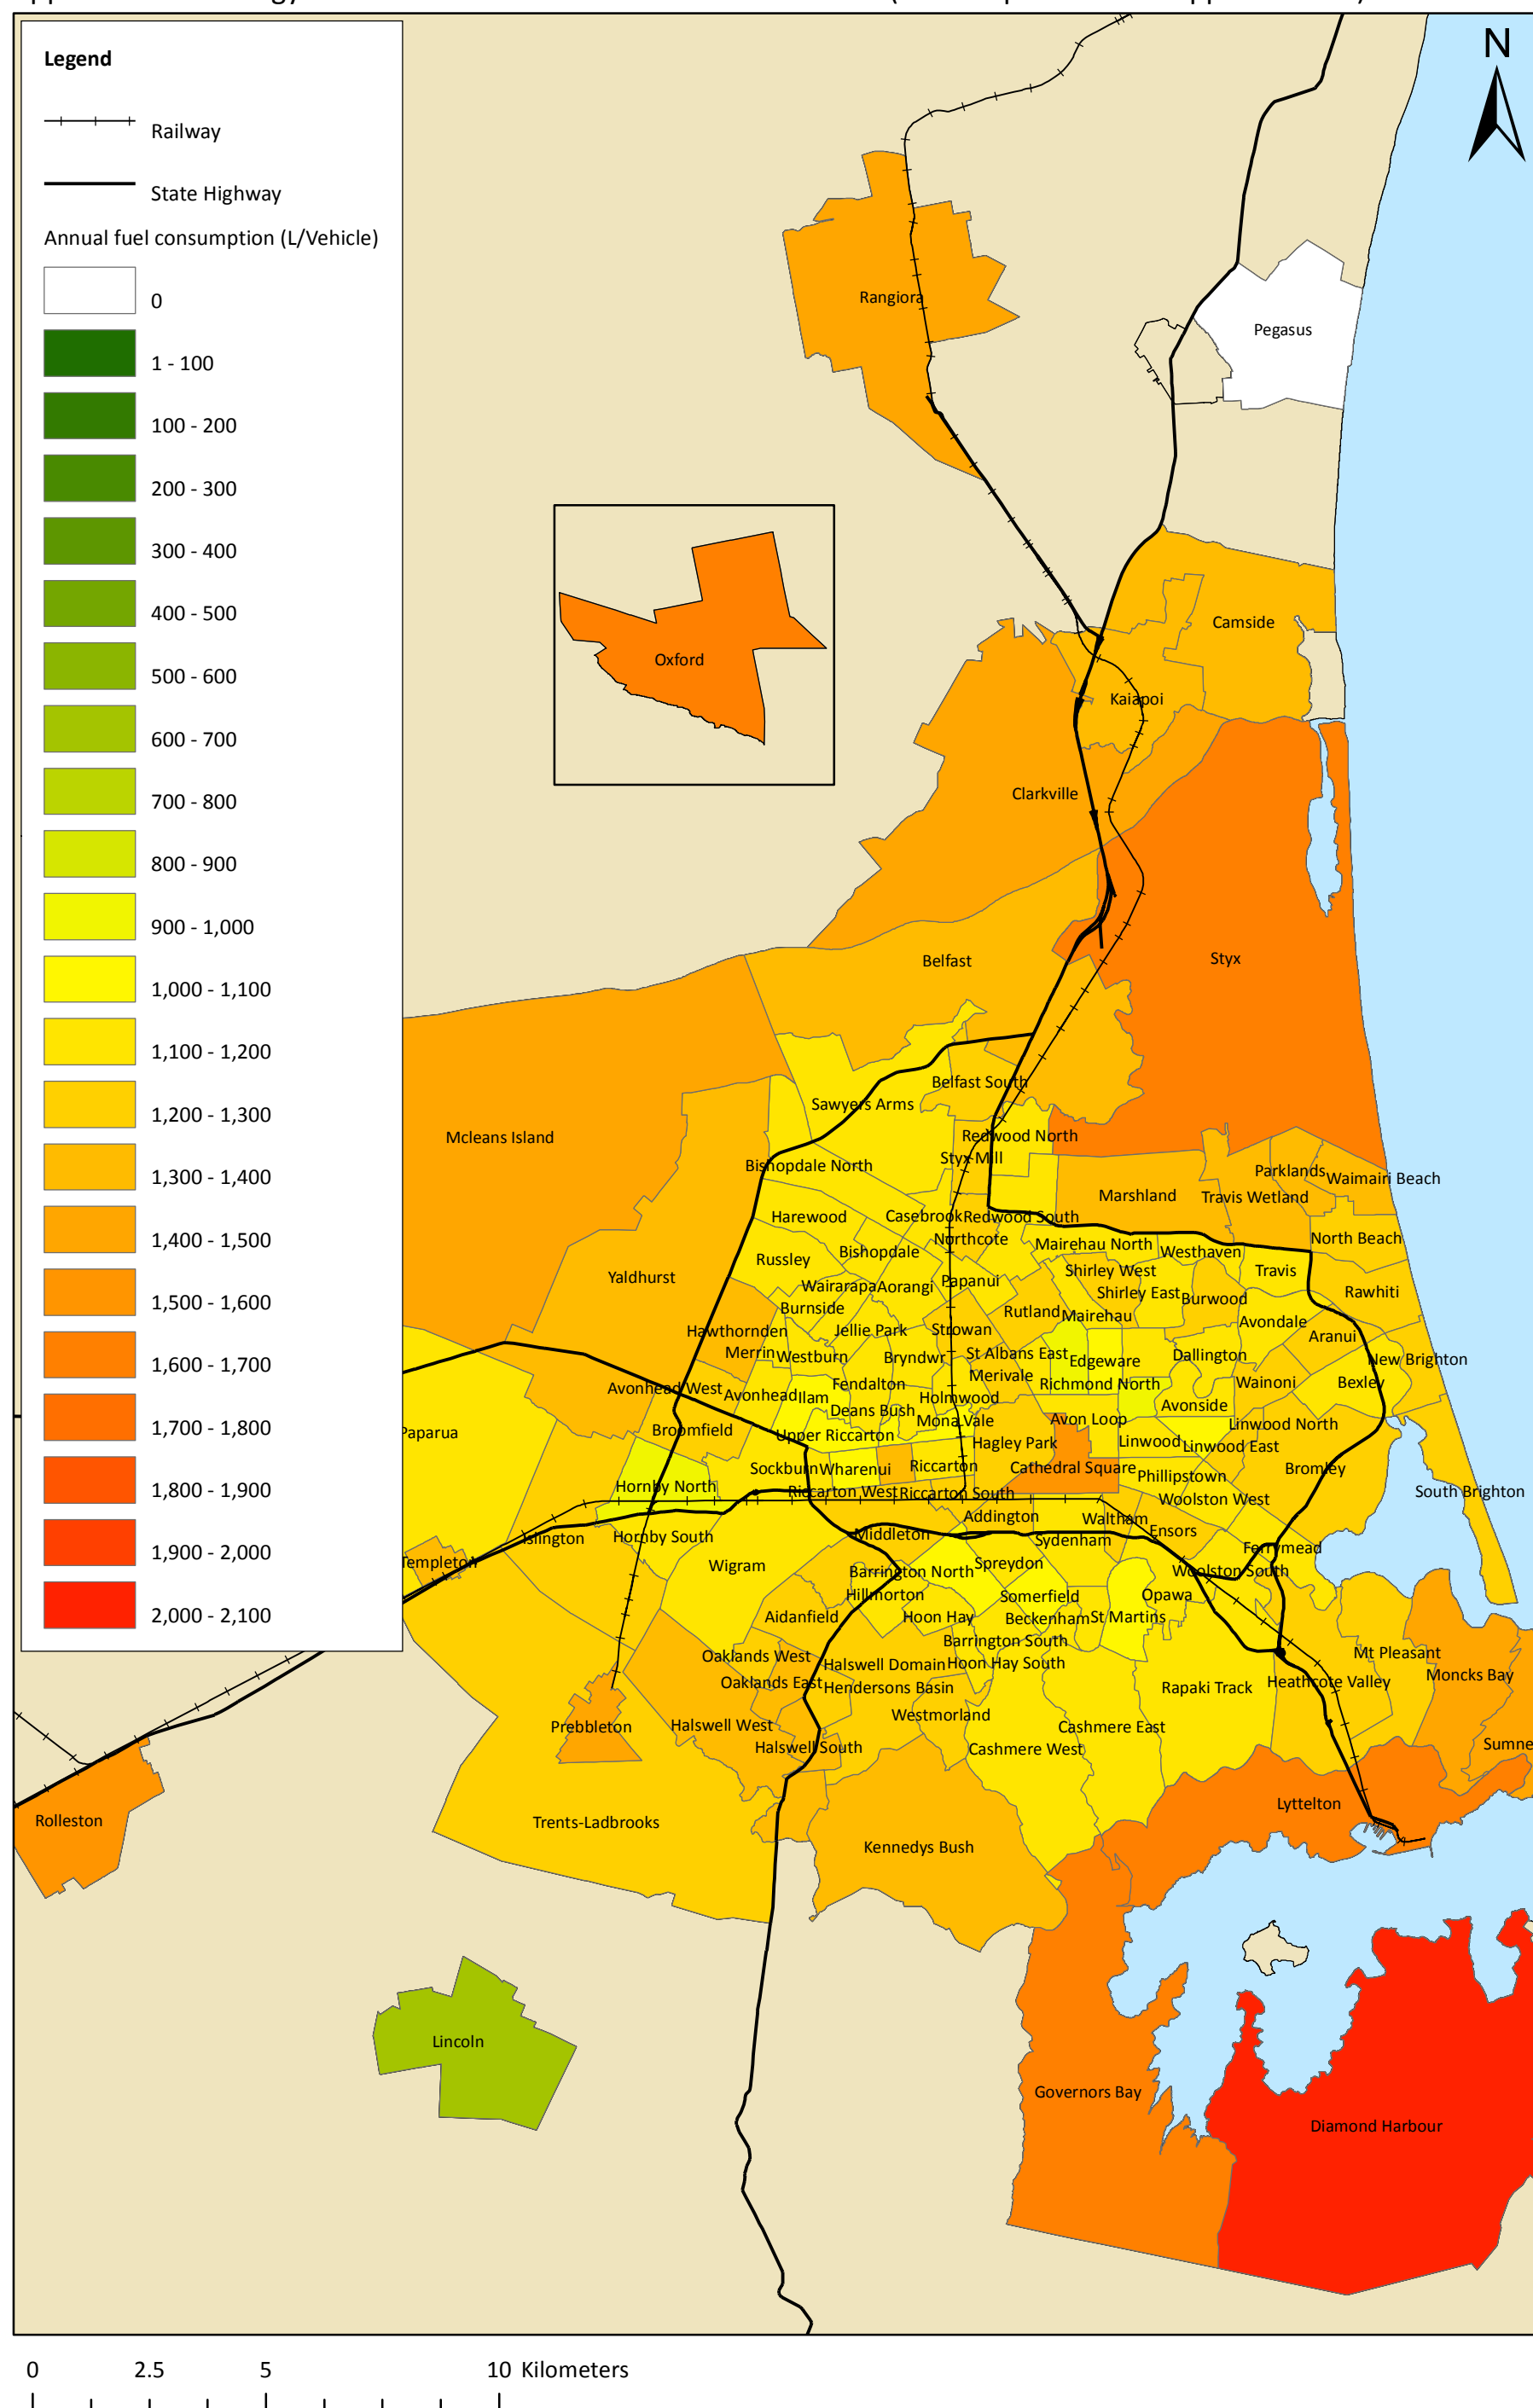 Legend
Railway
State Highway
Annual fuel consumption (L/Vehicle)
0
1 - 100
100 - 200
200 - 300
300 - 400
400 - 500
500 - 600
600 - 700
700 - 800
800 - 900
900 - 1,000
1,000 - 1,100
1,100 - 1,200
1,200 - 1,300
1,300 - 1,400
1,400 - 1,500
1,500 - 1,600
1,600 - 1,700
1,700 - 1,800
1,800 - 1,900
1,900 - 2,000
2,000 - 2,100
N
Rangiora
Pegasus
Oxford
Camside
Kaiapoi
Clarkville
Belfast
Styx
Belfast South
Sawyers Arms
Mcleans Island
Redwood North
Styx Mill
Bishopdale North
Parklands
Waimairi Beach
Marshland
Travis Wetland
Harewood
Casebrook
Redwood South
Northcote
North Beach
Mairehau North
Westhaven
Bishopdale
Russley
Shirley West
Travis
Yaldhurst
Wairarapa
Aorangi
Papanui
Shirley East
Burwood
Rawhiti
Burnside
Rutland
Mairehau
Avondale
Hawthornden
Jellie Park
Strowan
Aranui
Merrin
Westburn
Bryndwr
St Albans East
Edgeware
Dallington
New Brighton
Merivale
Avonhead West
Avonhead
Ilam
Fendalton
Holmwood
Richmond North
Wainoni
Bexley
Deans Bush
Mona Vale
Avon Loop
Avonside
Linwood North
Paparua
Broomfield
Upper Riccarton
Hagley Park
Linwood
Linwood East
Sockburn
Wharenui
Riccarton
Cathedral Square
Phillipstown
Bromley
Hornby North
Riccarton West
Riccarton South
Woolston West
South Brighton
Addington
Waltham
Ensors
Islington
Hornby South
Middleton
Sydenham
Ferrymead
Templeton
Wigram
Barrington North
Spreydon
Woolston South
Hillmorton
Somerfield
Opawa
Aidanfield
Hoon Hay
Beckenham
St Martins
Oaklands West
Barrington South
Mt Pleasant
Halswell Domain
Hoon Hay South
Moncks Bay
Oaklands East
Hendersons Basin
Rapaki Track
Heathcote Valley
Westmorland
Prebbleton
Halswell West
Cashmere East
Halswell South
Cashmere West
Sumne
Rolleston
Trents-Ladbrooks
Lyttelton
Kennedys Bush
Lincoln
Governors Bay
Diamond Harbour
0 2.5 5 10 Kilometers